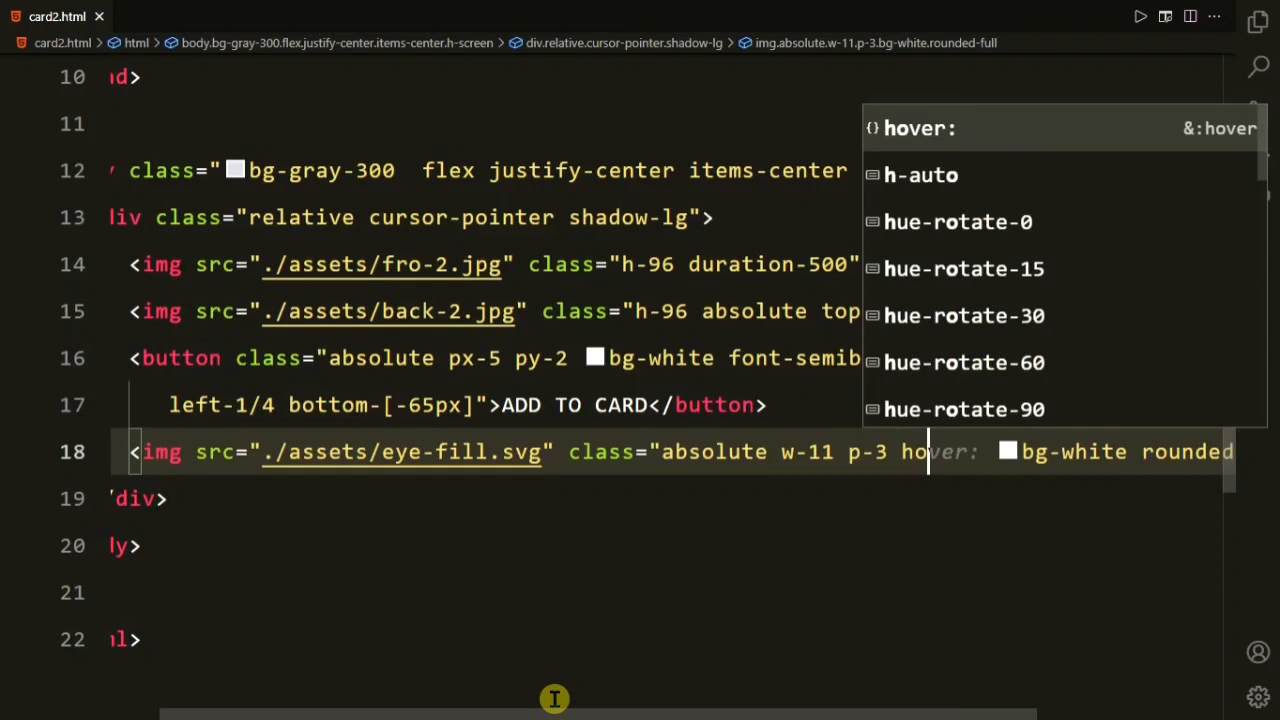 card2.html
card2.html > html > body.bg-gray-300.flex.justify-center.items-center.h-screen > div.relative.cursor-pointer.shadow-lg > img.absolute.w-11.p-3.bg-white.rounded-full
10 d>
11
12 class="bg-gray-300 flex justify-center items-center
13 div class="relative cursor-pointer shadow-lg">
14 <img src="./assets/fro-2.jpg" class="h-96 duration-500"
15 <img src="./assets/back-2.jpg" class="h-96 absolute top
16 <button class="absolute px-5 py-2 bg-white font-semib
17 left-1/4 bottom-[-65px]">ADD TO CARD</button>
18 <img src="./assets/eye-fill.svg" class="absolute w-11 p-3 hover: bg-white rounded
19 /div>
20 dy>
21
22 ml>
hover: &:hover
h-auto
hue-rotate-0
hue-rotate-15
hue-rotate-30
hue-rotate-60
hue-rotate-90